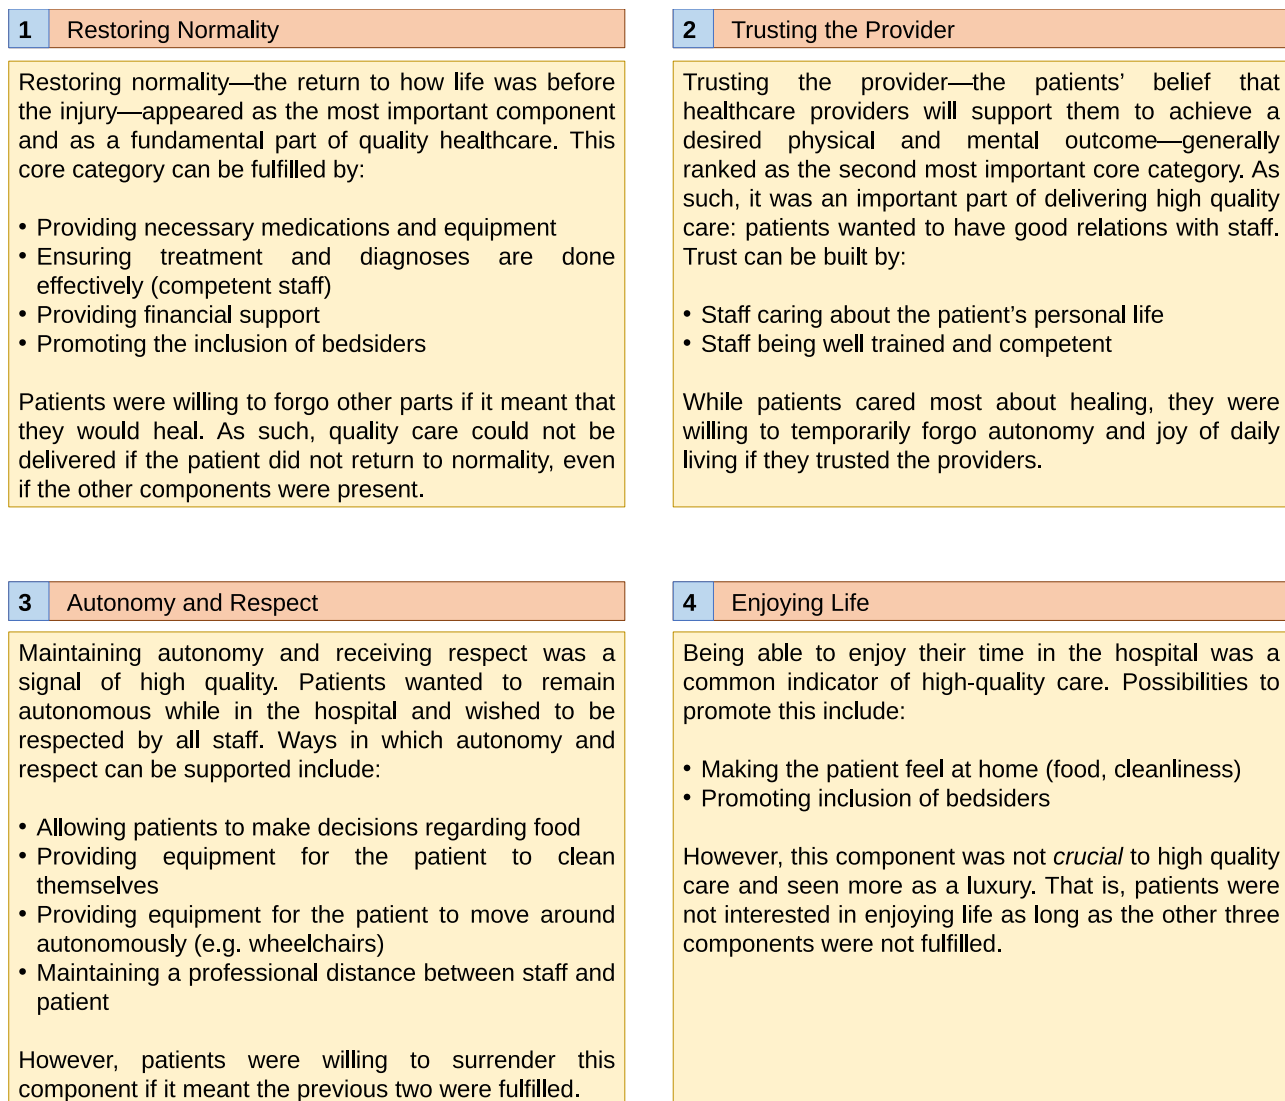 1 Restoring Normality
Restoring normality—the return to how life was before
the injury—appeared as the most important component
and as a fundamental part of quality healthcare. This
core category can be fulfilled by:
• Providing necessary medications and equipment
• Ensuring treatment and diagnoses are done
effectively (competent staff)
• Providing financial support
• Promoting the inclusion of bedsiders
Patients were willing to forgo other parts if it meant that
they would heal. As such, quality care could not be
delivered if the patient did not return to normality, even
if the other components were present.
2 Trusting the Provider
Trusting the provider—the patients’ belief that
healthcare providers will support them to achieve a
desired physical and mental outcome—generally
ranked as the second most important core category. As
such, it was an important part of delivering high quality
care: patients wanted to have good relations with staff.
Trust can be built by:
• Staff caring about the patient’s personal life
• Staff being well trained and competent
While patients cared most about healing, they were
willing to temporarily forgo autonomy and joy of daily
living if they trusted the providers.
3 Autonomy and Respect
Maintaining autonomy and receiving respect was a
signal of high quality. Patients wanted to remain
autonomous while in the hospital and wished to be
respected by all staff. Ways in which autonomy and
respect can be supported include:
• Allowing patients to make decisions regarding food
• Providing equipment for the patient to clean
themselves
• Providing equipment for the patient to move around
autonomously (e.g. wheelchairs)
• Maintaining a professional distance between staff and
patient
However, patients were willing to surrender this
component if it meant the previous two were fulfilled.
4 Enjoying Life
Being able to enjoy their time in the hospital was a
common indicator of high-quality care. Possibilities to
promote this include:
• Making the patient feel at home (food, cleanliness)
• Promoting inclusion of bedsiders
However, this component was not crucial to high quality
care and seen more as a luxury. That is, patients were
not interested in enjoying life as long as the other three
components were not fulfilled.